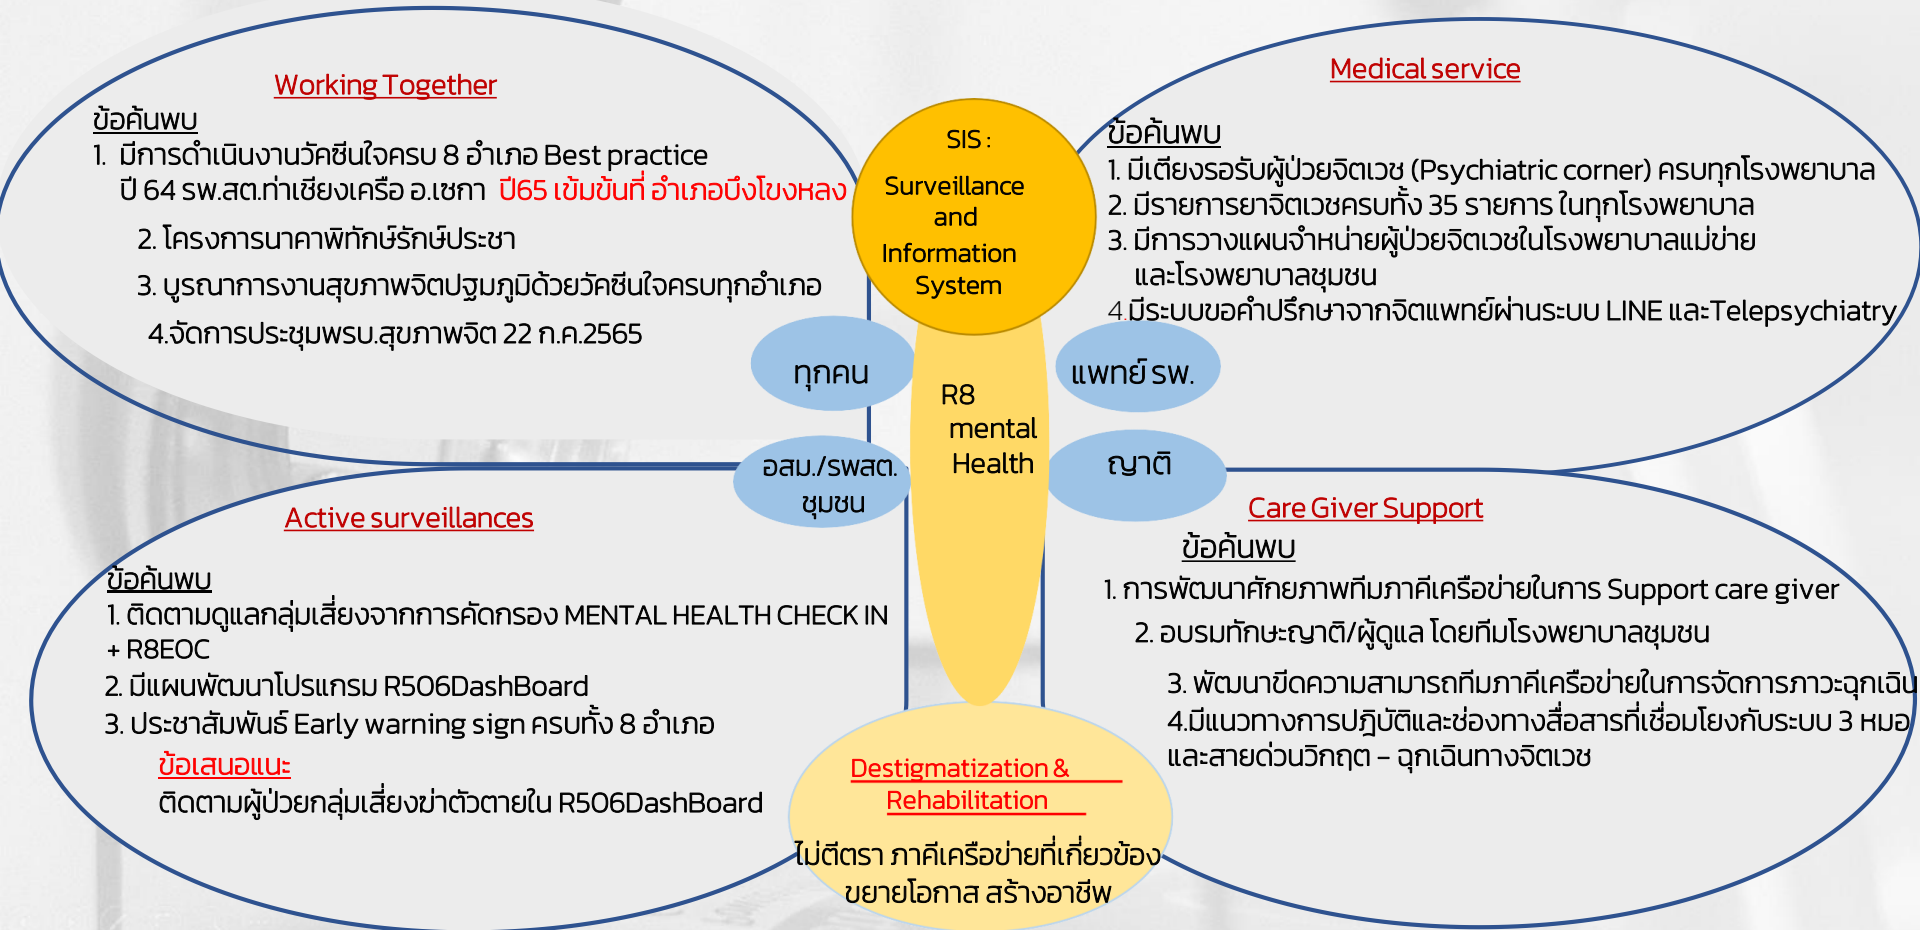 Working Together
ข้อค้นพบ
1. มีการดำเนินงานวัคซีนใจครบ 8 อำเภอ Best practice
ปี 64 รพ.สต.ท่าเชียงเครือ อ.เซกา ปี65 เข้มข้นที่ อำเภอบึงโขงหลง
2. โครงการนาคาพิทักษ์รักษ์ประชา
3. บูรณาการงานสุขภาพจิตปฐมภูมิด้วยวัคซีนใจครบทุกอำเภอ
4.จัดการประชุมพรบ.สุขภาพจิต 22 ก.ค.2565
SIS :
Surveillance
and
Information
System
Medical service
ข้อค้นพบ
1. มีเตียงรอรับผู้ป่วยจิตเวช (Psychiatric corner) ครบทุกโรงพยาบาล
2. มีรายการยาจิตเวชครบทั้ง 35 รายการ ในทุกโรงพยาบาล
3. มีการวางแผนจำหน่ายผู้ป่วยจิตเวชในโรงพยาบาลแม่ข่าย
และโรงพยาบาลชุมชน
4.มีระบบขอคำปรึกษาจากจิตแพทย์ผ่านระบบ LINE และTelepsychiatry
ทุกคน
แพทย์ รพ.
R8
mental
Health
อสม./รพสต.
ชุมชน
ญาติ
Active surveillances
ข้อค้นพบ
1. ติดตามดูแลกลุ่มเสี่ยงจากการคัดกรอง MENTAL HEALTH CHECK IN
+ R8EOC
2. มีแผนพัฒนาโปรแกรม R506DashBoard
3. ประชาสัมพันธ์ Early warning sign ครบทั้ง 8 อำเภอ
ข้อเสนอแนะ
ติดตามผู้ป่วยกลุ่มเสี่ยงฆ่าตัวตายใน R506DashBoard
Care Giver Support
ข้อค้นพบ
1. การพัฒนาศักยภาพทีมภาคีเครือข่ายในการ Support care giver
2. อบรมทักษะญาติ/ผู้ดูแล โดยทีมโรงพยาบาลชุมชน
3. พัฒนาขีดความสามารถทีมภาคีเครือข่ายในการจัดการภาวะฉุกเฉิน
4.มีแนวทางการปฎิบัติและช่องทางสื่อสารที่เชื่อมโยงกับระบบ 3 หมอ
และสายด่วนวิกฤต – ฉุกเฉินทางจิตเวช
Destigmatization &
Rehabilitation
ไม่ตีตรา ภาคีเครือข่ายที่เกี่ยวข้อง
ขยายโอกาส สร้างอาชีพ